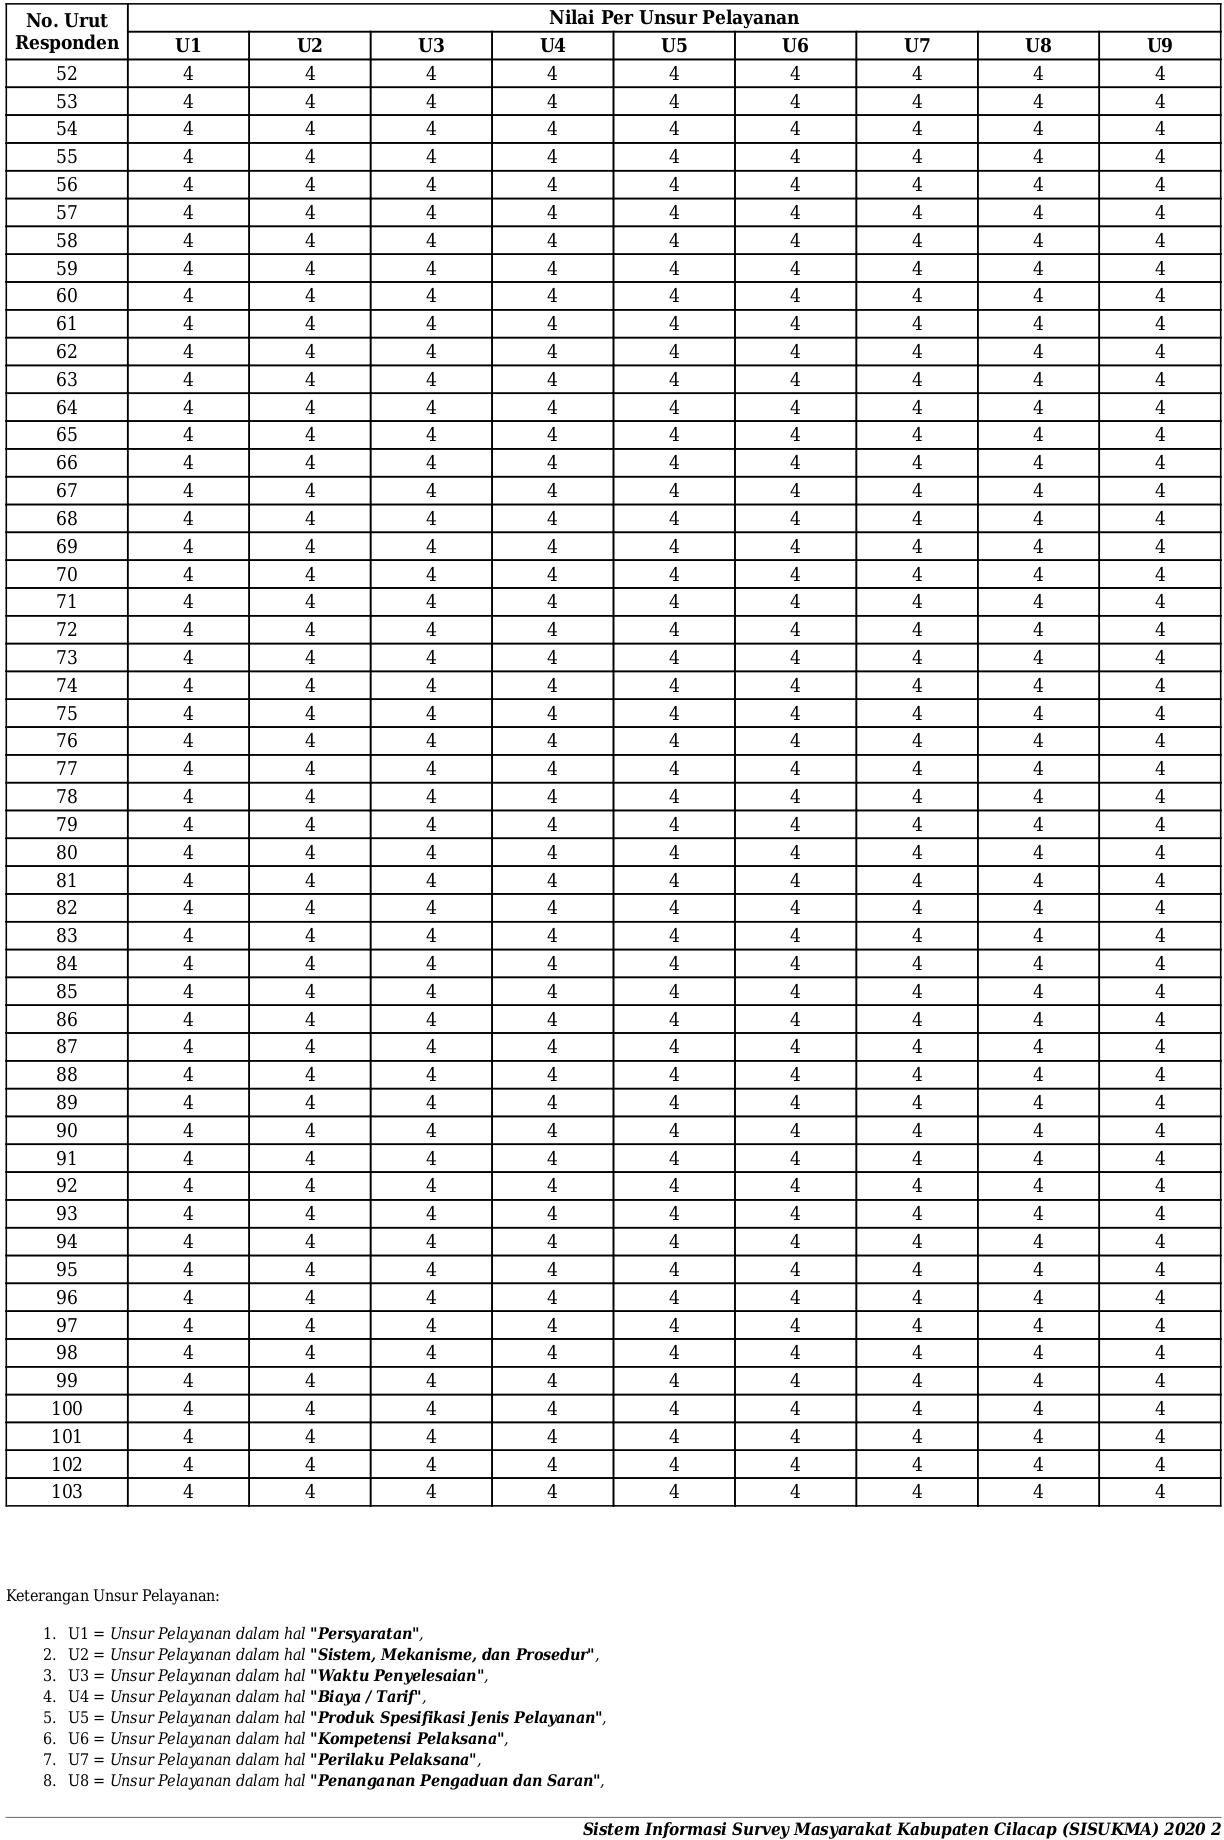 No. Urut Responden Nilai Per Unsur Pelayanan
U1 U2 U3 U4 U5 U6 U7 U8 U9
52 4 4 4 4 4 4 4 4 4
53 4 4 4 4 4 4 4 4 4
54 4 4 4 4 4 4 4 4 4
55 4 4 4 4 4 4 4 4 4
56 4 4 4 4 4 4 4 4 4
57 4 4 4 4 4 4 4 4 4
58 4 4 4 4 4 4 4 4 4
59 4 4 4 4 4 4 4 4 4
60 4 4 4 4 4 4 4 4 4
61 4 4 4 4 4 4 4 4 4
62 4 4 4 4 4 4 4 4 4
63 4 4 4 4 4 4 4 4 4
64 4 4 4 4 4 4 4 4 4
65 4 4 4 4 4 4 4 4 4
66 4 4 4 4 4 4 4 4 4
67 4 4 4 4 4 4 4 4 4
68 4 4 4 4 4 4 4 4 4
69 4 4 4 4 4 4 4 4 4
70 4 4 4 4 4 4 4 4 4
71 4 4 4 4 4 4 4 4 4
72 4 4 4 4 4 4 4 4 4
73 4 4 4 4 4 4 4 4 4
74 4 4 4 4 4 4 4 4 4
75 4 4 4 4 4 4 4 4 4
76 4 4 4 4 4 4 4 4 4
77 4 4 4 4 4 4 4 4 4
78 4 4 4 4 4 4 4 4 4
79 4 4 4 4 4 4 4 4 4
80 4 4 4 4 4 4 4 4 4
81 4 4 4 4 4 4 4 4 4
82 4 4 4 4 4 4 4 4 4
83 4 4 4 4 4 4 4 4 4
84 4 4 4 4 4 4 4 4 4
85 4 4 4 4 4 4 4 4 4
86 4 4 4 4 4 4 4 4 4
87 4 4 4 4 4 4 4 4 4
88 4 4 4 4 4 4 4 4 4
89 4 4 4 4 4 4 4 4 4
90 4 4 4 4 4 4 4 4 4
91 4 4 4 4 4 4 4 4 4
92 4 4 4 4 4 4 4 4 4
93 4 4 4 4 4 4 4 4 4
94 4 4 4 4 4 4 4 4 4
95 4 4 4 4 4 4 4 4 4
96 4 4 4 4 4 4 4 4 4
97 4 4 4 4 4 4 4 4 4
98 4 4 4 4 4 4 4 4 4
99 4 4 4 4 4 4 4 4 4
100 4 4 4 4 4 4 4 4 4
101 4 4 4 4 4 4 4 4 4
102 4 4 4 4 4 4 4 4 4
103 4 4 4 4 4 4 4 4 4
Keterangan Unsur Pelayanan:
1. U1 = Unsur Pelayanan dalam hal "Persyaratan",
2. U2 = Unsur Pelayanan dalam hal "Sistem, Mekanisme, dan Prosedur",
3. U3 = Unsur Pelayanan dalam hal "Waktu Penyelesaian",
4. U4 = Unsur Pelayanan dalam hal "Biaya / Tarif",
5. U5 = Unsur Pelayanan dalam hal "Produk Spesifikasi Jenis Pelayanan",
6. U6 = Unsur Pelayanan dalam hal "Kompetensi Pelaksana",
7. U7 = Unsur Pelayanan dalam hal "Perilaku Pelaksana",
8. U8 = Unsur Pelayanan dalam hal "Penanganan Pengaduan dan Saran",
Sistem Informasi Survey Masyarakat Kabupaten Cilacap (SISUKMA) 2020 2